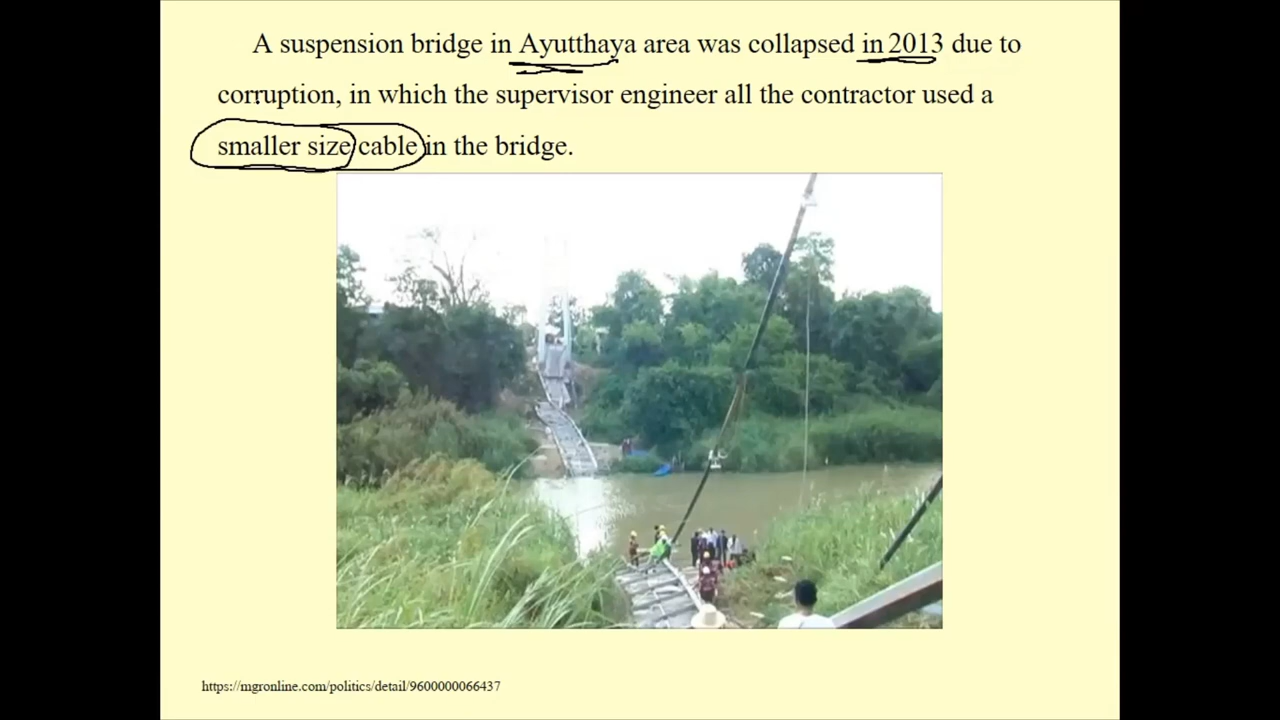 A suspension bridge in Ayutthaya area was collapsed in 2013 due to
corruption, in which the supervisor engineer all the contractor used a
smaller size cable in the bridge.
https://mgronline.com/politics/detail/9600000066437